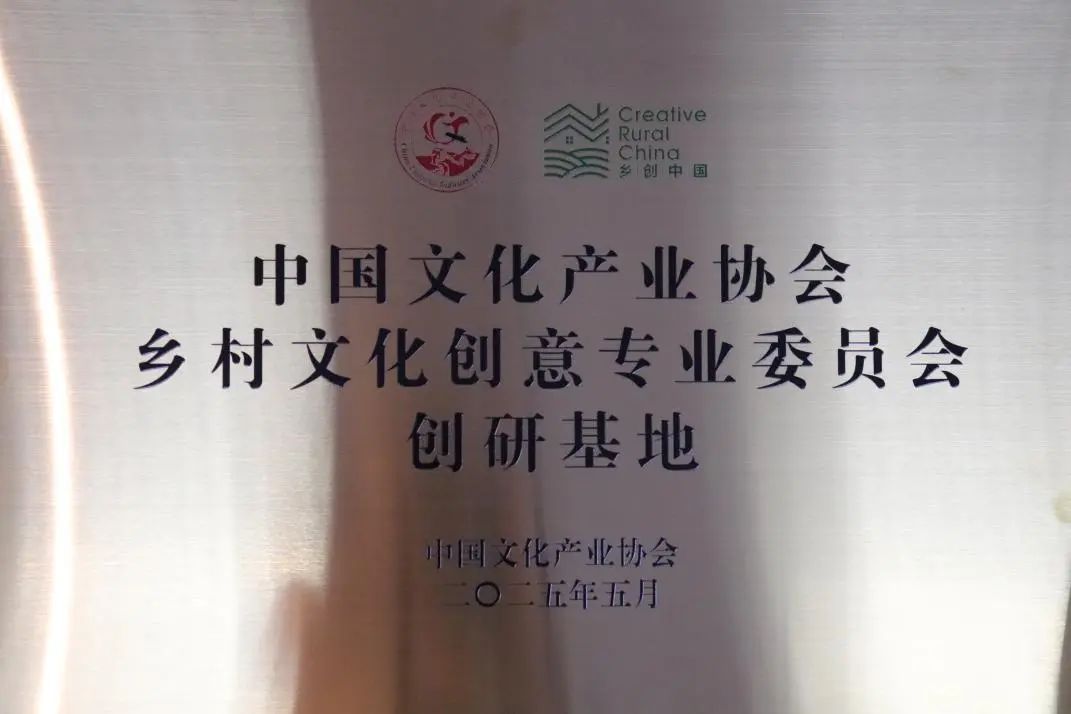 Creative
Rural
China
乡创中国
中国文化产业协会
乡村文化创意专业委员会
创研基地
中国文化产业协会
二〇二五年五月